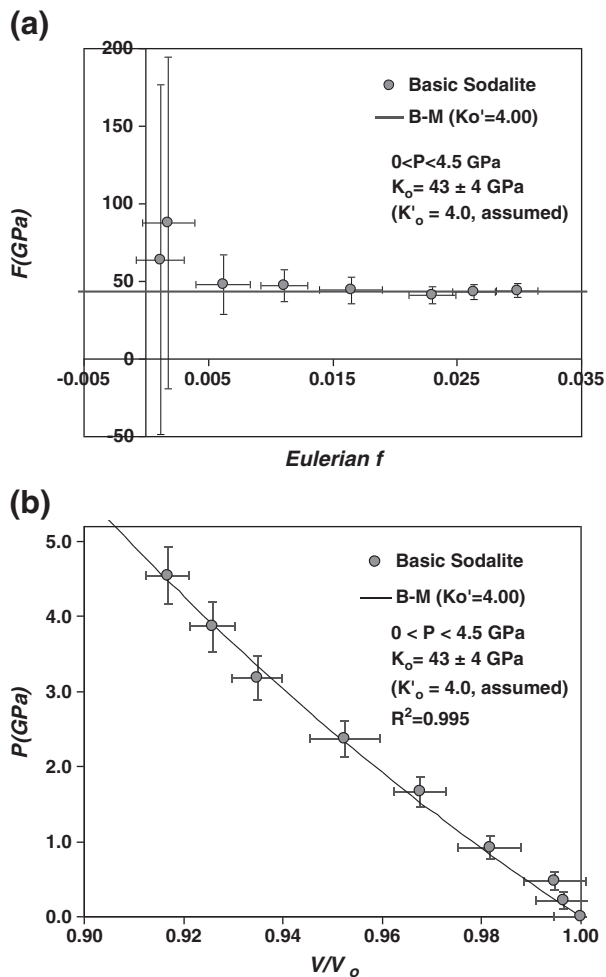 (a)
200
150
100
50
0
-50
F(GPa)
Basic Sodalite
B-M (Ko'=4.00)
0<P<4.5 GPa
Ko= 43 ± 4 GPa
(K'o = 4.0, assumed)
-0.005 0.005 0.015 0.025 0.035
Eulerian f
(b)
5.0
4.0
3.0
2.0
1.0
0.0
P(GPa)
Basic Sodalite
B-M (Ko'=4.00)
0 < P < 4.5 GPa
Ko= 43 ± 4 GPa
(K'o = 4.0, assumed)
R²=0.995
0.90 0.92 0.94 0.96 0.98 1.00
V/Vo